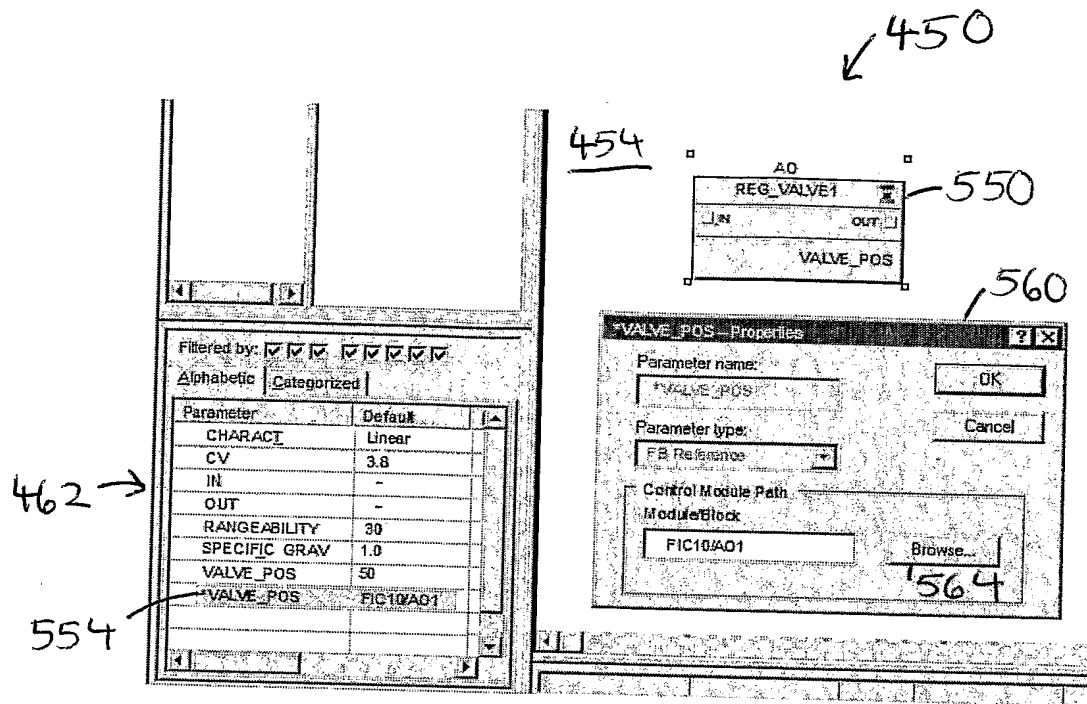 450
454
AO
REG_VALVE1
550
IN OUT
VALVE_POS
560
*VALVE_POS – Properties ? X
Parameter name:
*VALVE_POS
OK
Parameter type:
FB Reference
Cancel
Control Module Path
Module/Block
FIC10/AO1
Browse...
564
Filtered by:
Alphabetic Categorized
Parameter Default
CHARACT Linear
CV 3.8
IN -
OUT -
RANGEABILITY 30
SPECIFIC GRAV 1.0
VALVE_POS 50
*VALVE_POS FIC10/AO1
462
554